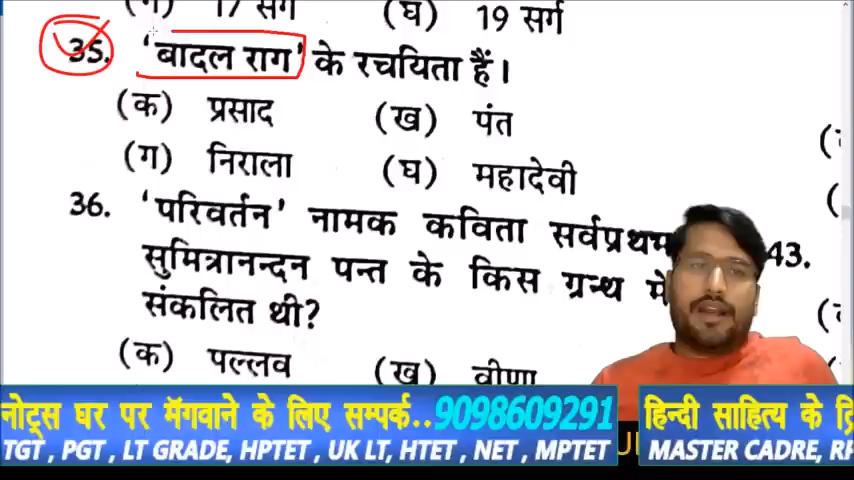 (ग) 17 सर्ग (घ) 19 सर्ग
35. 'बादल राग' के रचयिता हैं।
(क) प्रसाद (ख) पंत
(ग) निराला (घ) महादेवी
36. 'परिवर्तन' नामक कविता सर्वप्रथम
सुमित्रानन्दन पन्त के किस ग्रन्थ में
संकलित थी?
(क) पल्लव (ख) वीणा
43.
नोट्स घर पर मॅगवाने के लिए सम्पर्क..9098609291
हिन्दी साहित्य के
TGT , PGT , LT GRADE, HPTET , UK LT, HTET , NET , MPTET
MASTER CADRE,